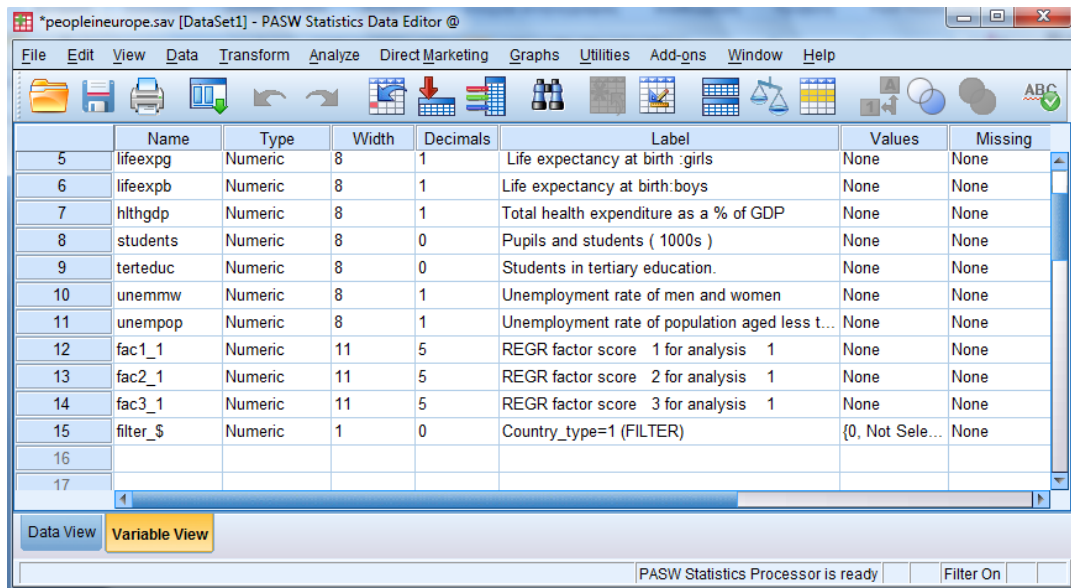 *peopleineurope.sav [DataSet1] - PASW Statistics Data Editor @
File Edit View Data Transform Analyze Direct Marketing Graphs Utilities Add-ons Window Help
ABC
Name Type Width Decimals Label Values Missing
5 lifeexpg Numeric 8 1 Life expectancy at birth :girls None None
6 lifeexpb Numeric 8 1 Life expectancy at birth:boys None None
7 hlthgdp Numeric 8 1 Total health expenditure as a % of GDP None None
8 students Numeric 8 0 Pupils and students ( 1000s ) None None
9 terteduc Numeric 8 0 Students in tertiary education. None None
10 unemmw Numeric 8 1 Unemployment rate of men and women None None
11 unempop Numeric 8 1 Unemployment rate of population aged less t... None None
12 fac1_1 Numeric 11 5 REGR factor score 1 for analysis 1 None None
13 fac2_1 Numeric 11 5 REGR factor score 2 for analysis 1 None None
14 fac3_1 Numeric 11 5 REGR factor score 3 for analysis 1 None None
15 filter_$ Numeric 1 0 Country_type=1 (FILTER) {0, Not Sele... None
16
17
Data View Variable View
PASW Statistics Processor is ready Filter On